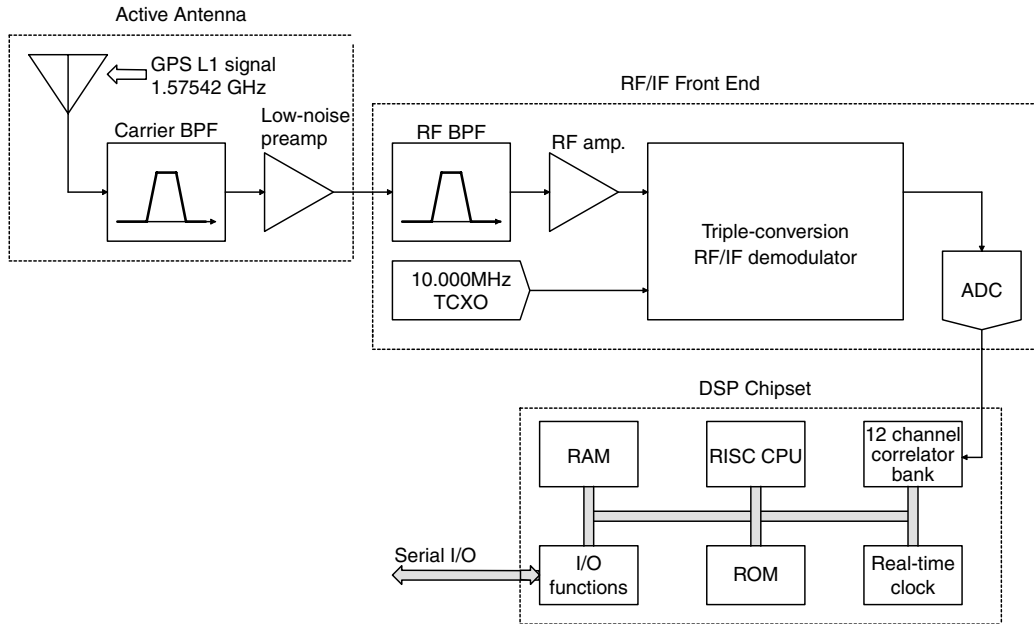 Active Antenna
GPS L1 signal
1.57542 GHz
Carrier BPF
Low-noise
preamp
RF/IF Front End
RF BPF
RF amp.
Triple-conversion
RF/IF demodulator
10.000MHz
TCXO
ADC
DSP Chipset
RAM
RISC CPU
12 channel
correlator
bank
Serial I/O
I/O
functions
ROM
Real-time
clock